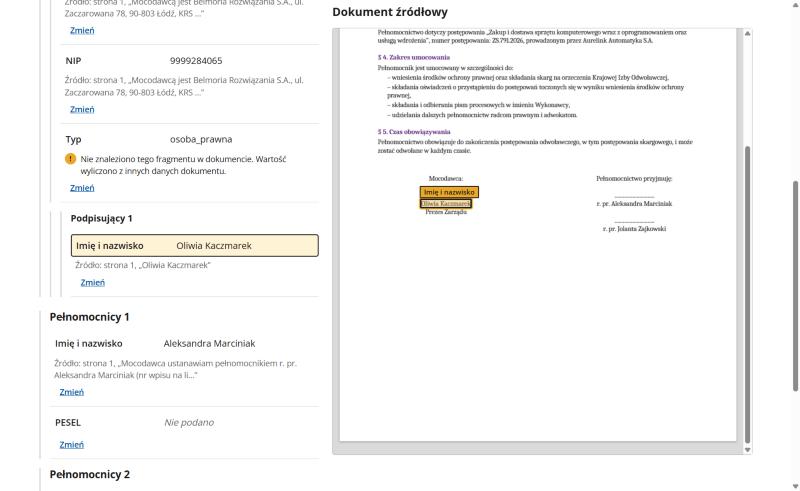 Źródło: strona 1, „Mocodawcą jest Belmoria Rozwiązania S.A., ul.
Zaczarowana 78, 90-803 Łódź, KRS ...”
Zmień
NIP 9999284065
Źródło: strona 1, „Mocodawcą jest Belmoria Rozwiązania S.A., ul.
Zaczarowana 78, 90-803 Łódź, KRS ...”
Zmień
Typ osoba_prawna
! Nie znaleziono tego fragmentu w dokumencie. Wartość
wyliczono z innych danych dokumentu.
Zmień
Podpisujący 1
Imię i nazwisko Oliwia Kaczmarek
Źródło: strona 1, „Oliwia Kaczmarek”
Zmień
Pełnomocnicy 1
Imię i nazwisko Aleksandra Marciniak
Źródło: strona 1, „Mocodawca ustanawiam pełnomocnikiem r. pr.
Aleksandra Marciniak (nr wpisu na li...”
Zmień
PESEL Nie podano
Zmień
Pełnomocnicy 2
Dokument źródłowy
Pełnomocnictwo dotyczy postępowania „Zakup i dostawa sprzętu komputerowego wraz z oprogramowaniem oraz
usługą wdrożenia”, numer postępowania: ZS.791.2026, prowadzonym przez Aurelink Automatyka S.A.
§ 4. Zakres umocowania
Pełnomocnik jest umocowany w szczególności do:
– wniesienia środków ochrony prawnej oraz składania skarg na orzeczenia Krajowej Izby Odwoławczej,
– składania oświadczeń o przystąpieniu do postępowań toczonych się w wyniku wniesienia środków ochrony
prawnej,
– składania i odbierania pism procesowych w imieniu Wykonawcy,
– udzielania dalszych pełnomocnictw radcom prawnym i adwokatom.
§ 5. Czas obowiązywania
Pełnomocnictwo obowiązuje do zakończenia postępowania odwoławczego, w tym postępowania skargowego, i może
zostać odwołane w każdym czasie.
Mocodawca:
Imię i nazwisko
Oliwia Kaczmarek
Prezes Zarządu
Pełnomocnictwo przyjmuję:
r. pr. Aleksandra Marciniak
r. pr. Jolanta Zajkowski